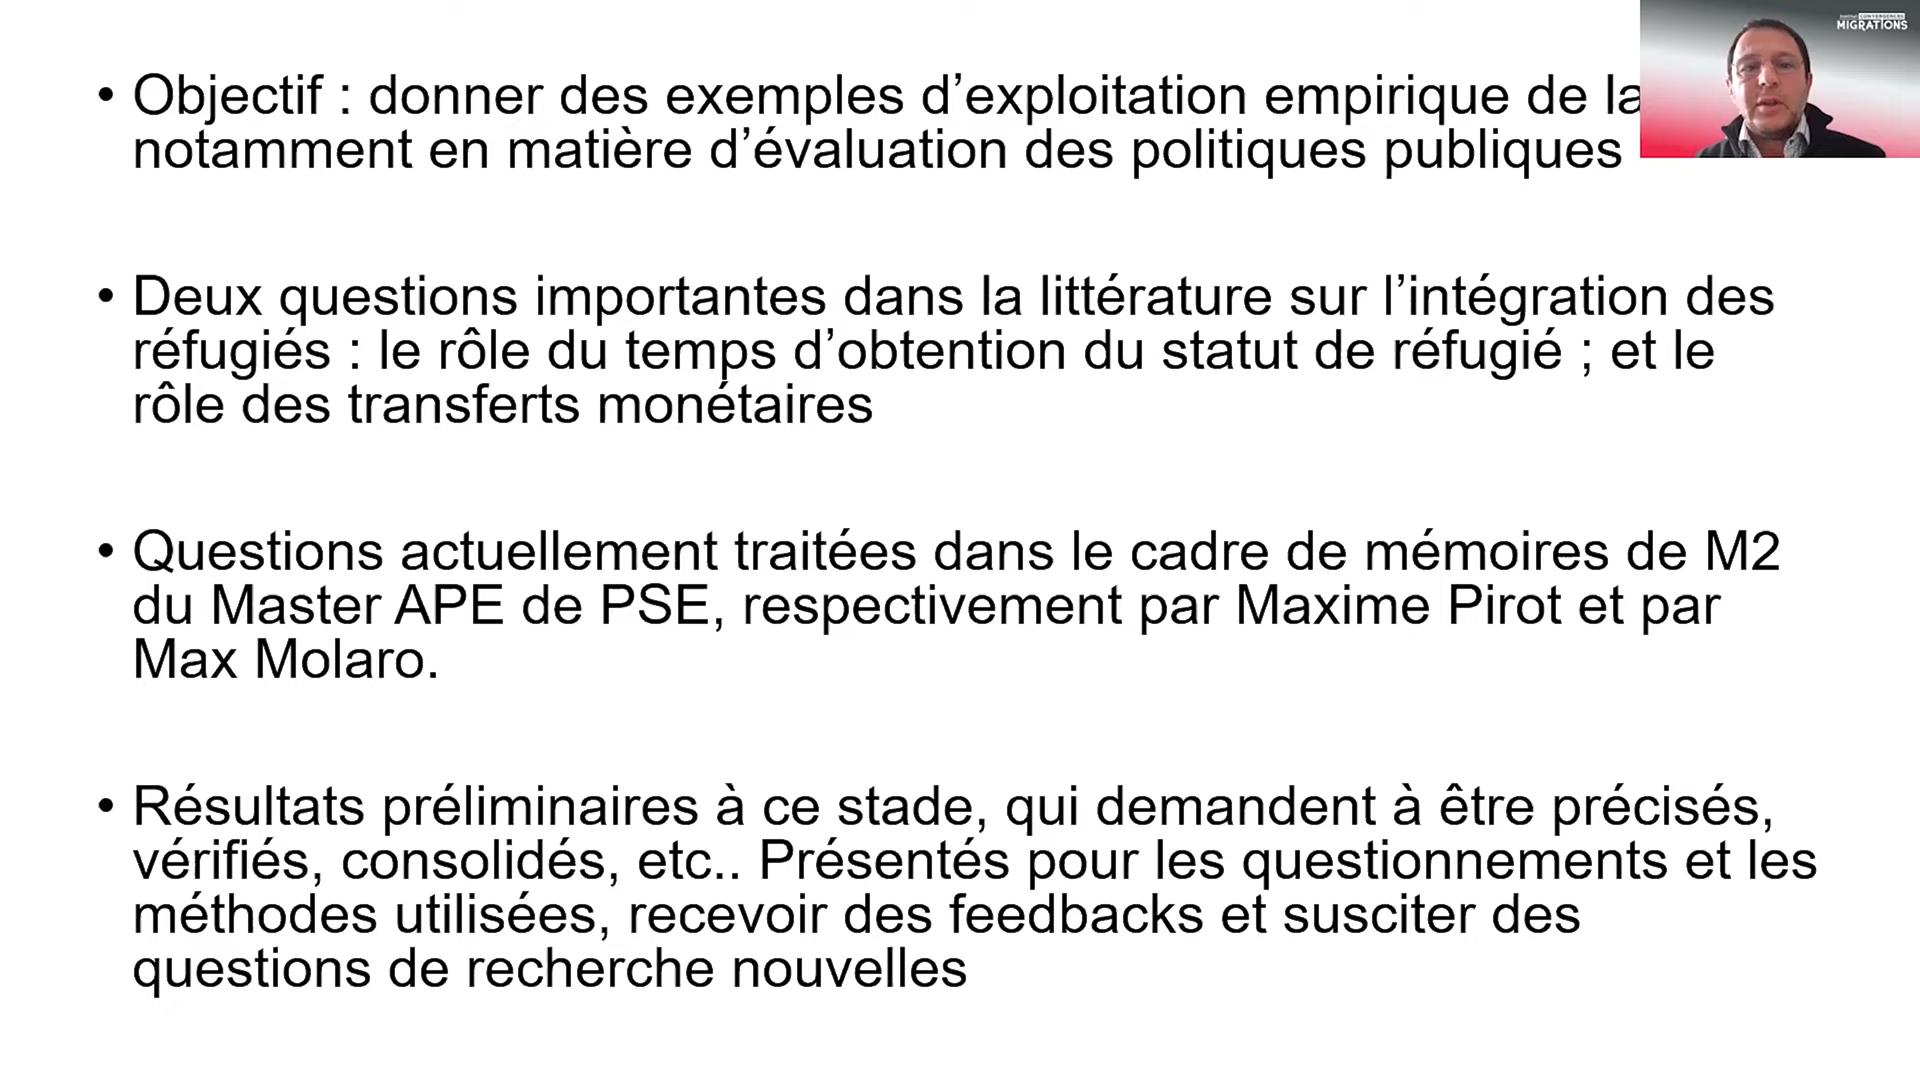 • Objectif : donner des exemples d’exploitation empirique de la
notamment en matière d’évaluation des politiques publiques
• Deux questions importantes dans la littérature sur l’intégration des
réfugiés : le rôle du temps d’obtention du statut de réfugié ; et le
rôle des transferts monétaires
• Questions actuellement traitées dans le cadre de mémoires de M2
du Master APE de PSE, respectivement par Maxime Pirot et par
Max Molaro.
• Résultats préliminaires à ce stade, qui demandent à être précisés,
vérifiés, consolidés, etc.. Présentés pour les questionnements et les
méthodes utilisées, recevoir des feedbacks et susciter des
questions de recherche nouvelles
CONVERGENCES
MIGRATIONS